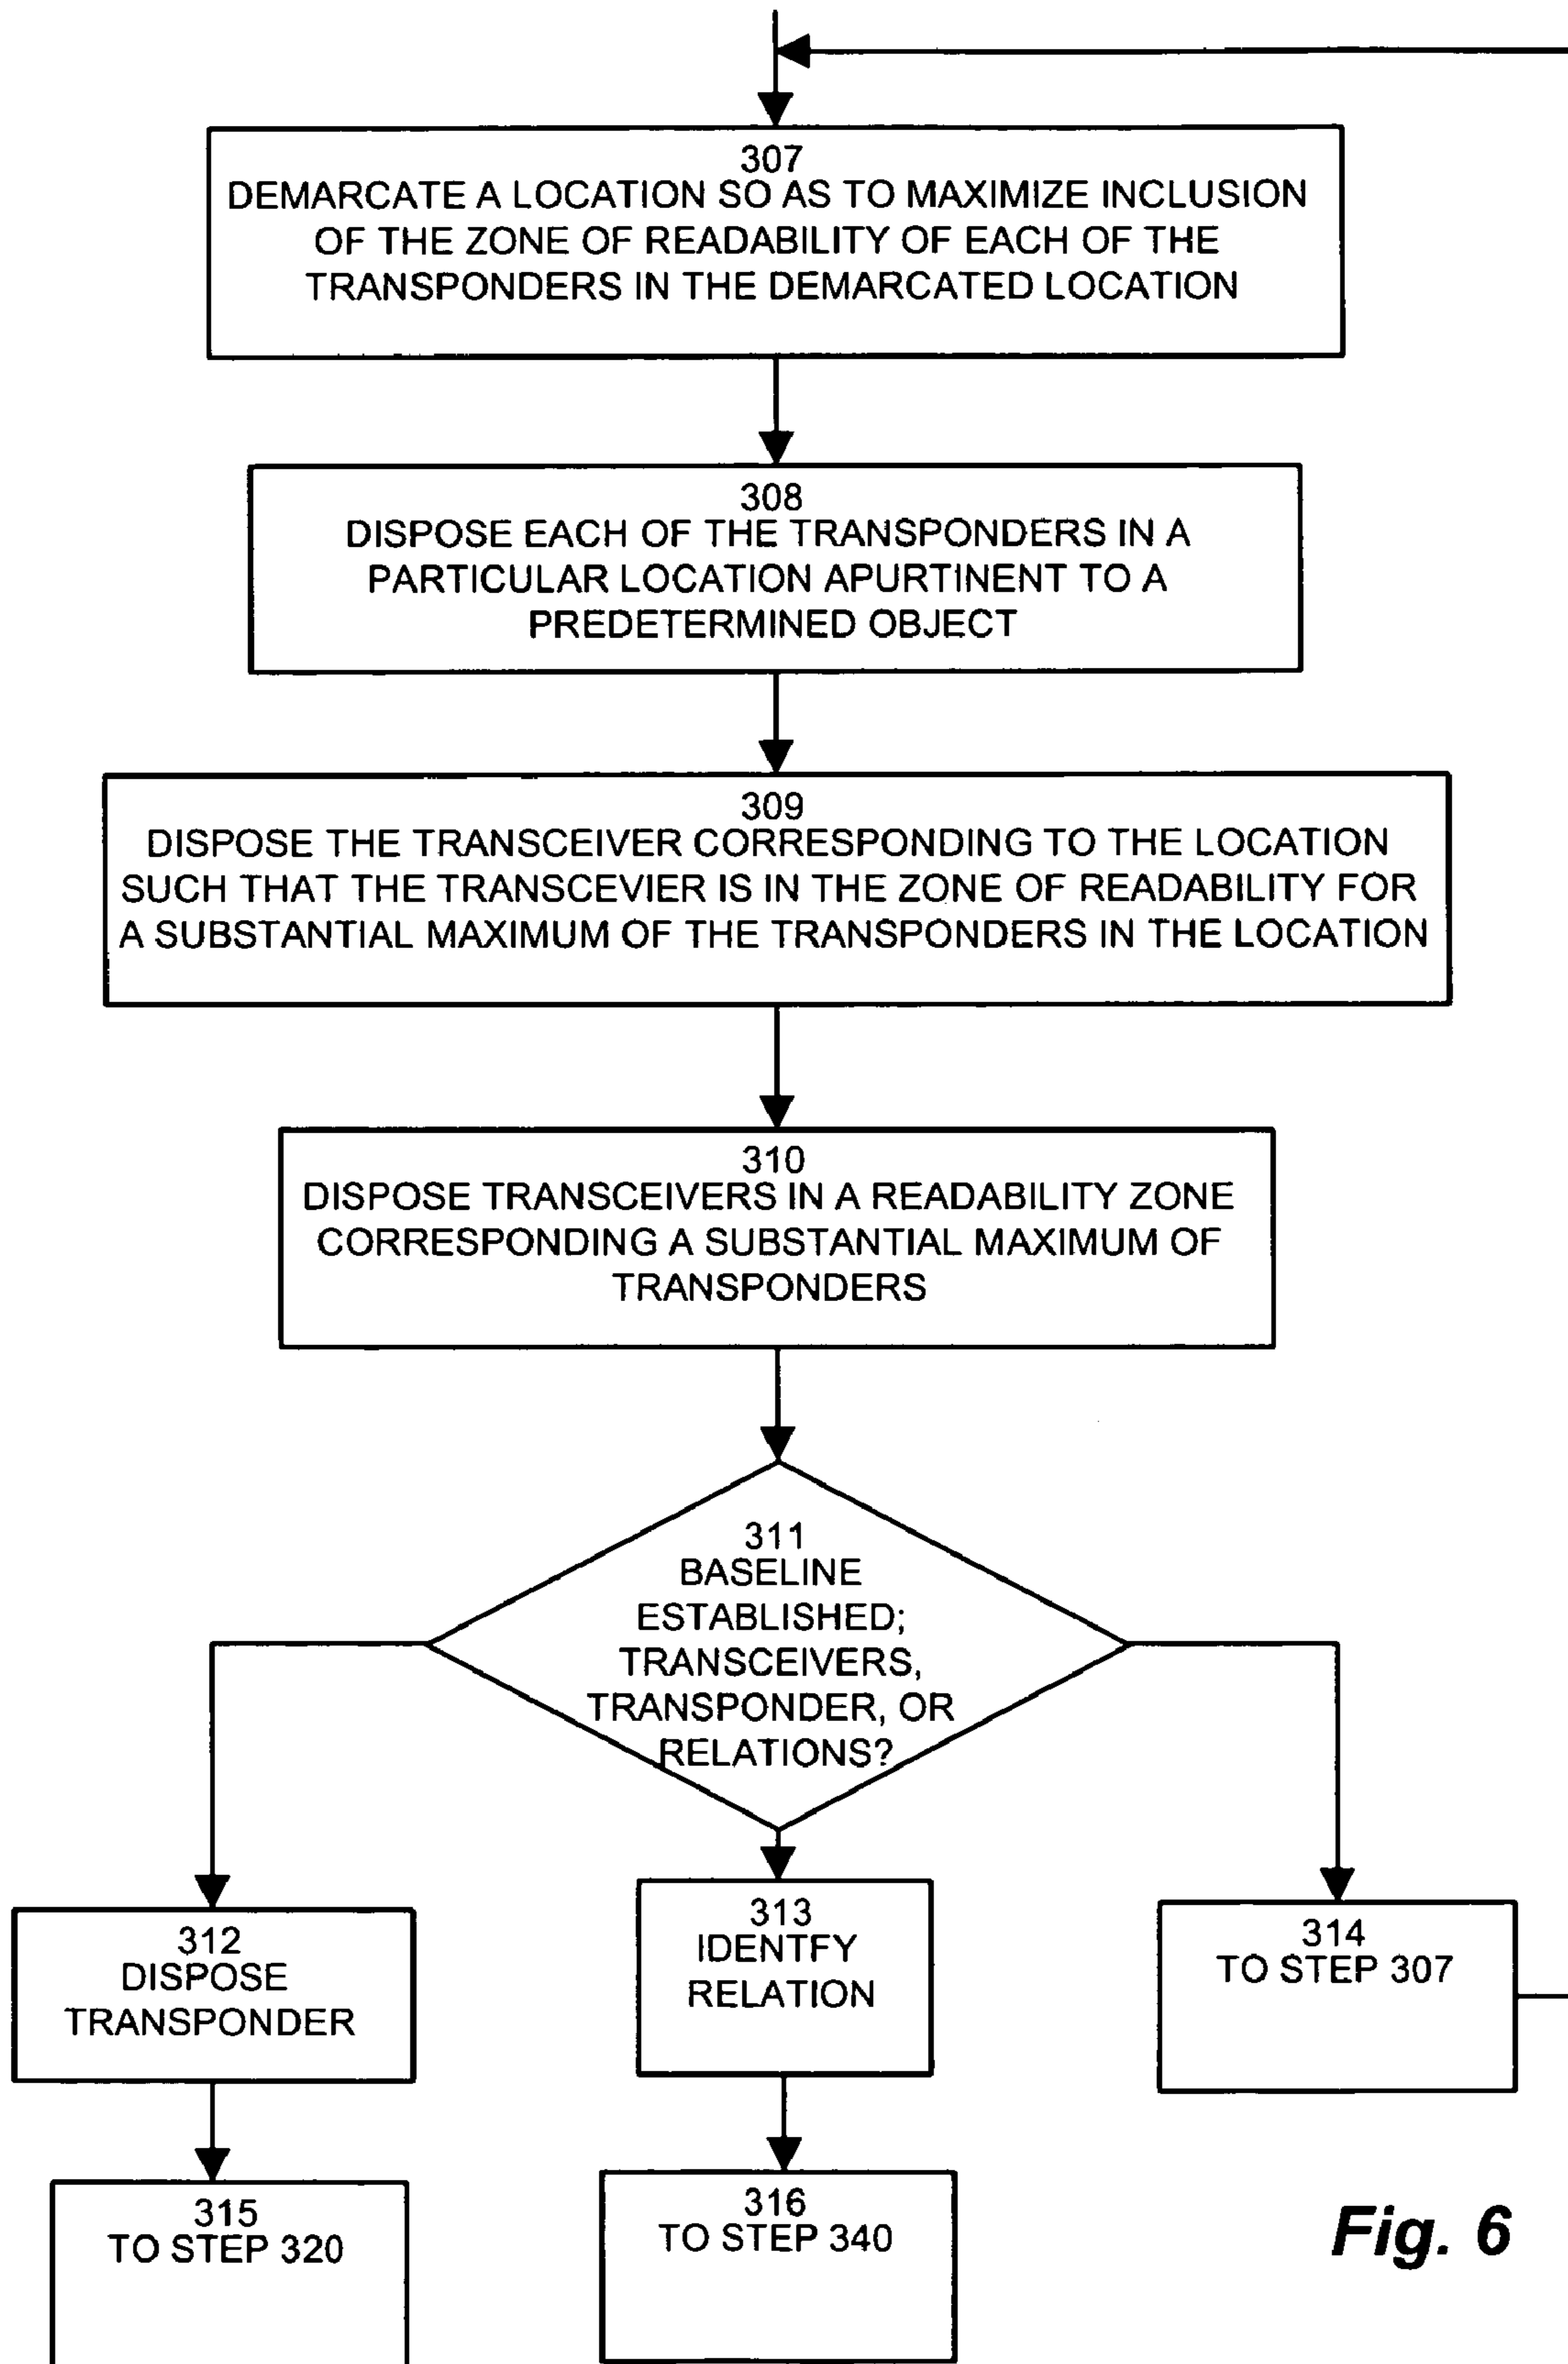 307
DEMARCATE A LOCATION SO AS TO MAXIMIZE INCLUSION
OF THE ZONE OF READABILITY OF EACH OF THE
TRANSPONDERS IN THE DEMARCATED LOCATION
308
DISPOSE EACH OF THE TRANSPONDERS IN A
PARTICULAR LOCATION APURTINENT TO A
PREDETERMINED OBJECT
309
DISPOSE THE TRANSCEIVER CORRESPONDING TO THE LOCATION
SUCH THAT THE TRANSCEVIER IS IN THE ZONE OF READABILITY FOR
A SUBSTANTIAL MAXIMUM OF THE TRANSPONDERS IN THE LOCATION
310
DISPOSE TRANSCEIVERS IN A READABILITY ZONE
CORRESPONDING A SUBSTANTIAL MAXIMUM OF
TRANSPONDERS
311
BASELINE
ESTABLISHED;
TRANSCEIVERS,
TRANSPONDER, OR
RELATIONS?
312
DISPOSE
TRANSPONDER
313
IDENTFY
RELATION
314
TO STEP 307
315
TO STEP 320
316
TO STEP 340
Fig. 6